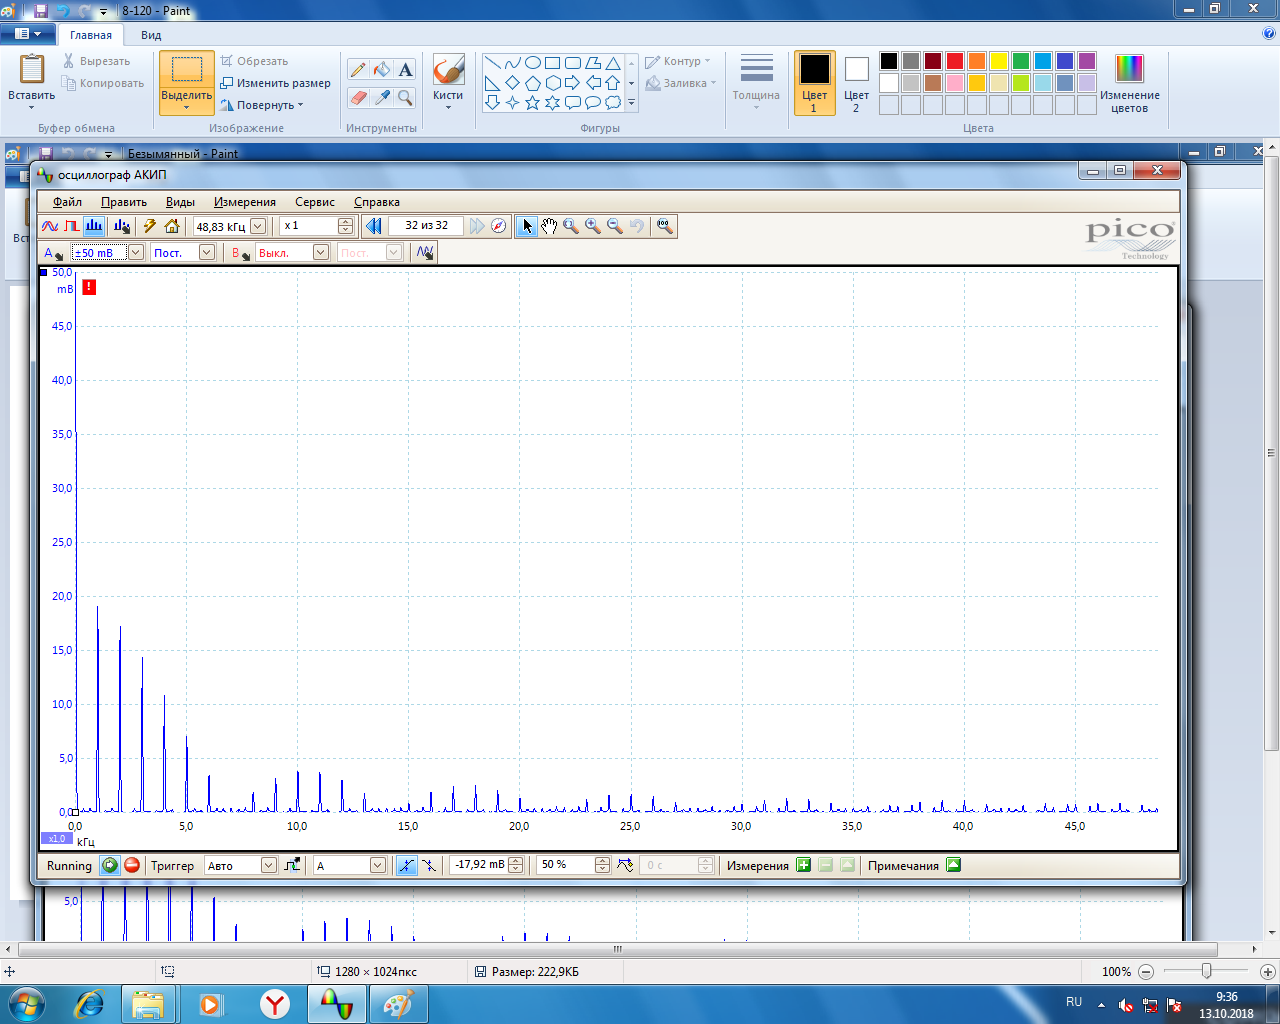 8-120 - Paint
Главная Вид
Вставить
Вырезать
Копировать
Буфер обмена
Выделить
Обрезать
Изменить размер
Повернуть
Изображение
Инструменты
Кисти
Контур
Заливка
Фигуры
Толщина
Цвет 1
Цвет 2
Изменение цветов
Цвета
Безымянный - Paint
осциллограф АКИП
Файл Править Виды Измерения Сервис Справка
48,83 кГц x 1 32 из 32
A ±50 mВ Пост. B Выкл. Пост.
pico
Technology
50,0
mВ
45,0
40,0
35,0
30,0
25,0
20,0
15,0
10,0
5,0
0,0
0,0 5,0 10,0 15,0 20,0 25,0 30,0 35,0 40,0 45,0
x1,0
kГц
Running Триггер Авто A -17,92 mВ 50 % 0 с Измерения Примечания
5,0
1280 × 1024пкс Размер: 222,9КБ 100%
RU
9:36
13.10.2018